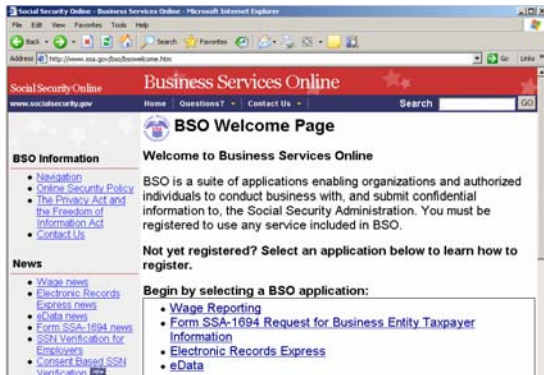 Social Security Online - Business Services Online - Microsoft Internet Explorer
File Edit View Favorites Tools Help
Back Search Favorites
Address http://www.ssa.gov/bso/bsowelcome.htm Go Links
Social Security Online
Business Services Online
www.socialsecurity.gov
Home Questions? Contact Us Search GO
BSO Welcome Page
BSO Information
Navigation
Online Security Policy
The Privacy Act and
the Freedom of
Information Act
Contact Us
News
Wage news
Electronic Records
Express news
eData news
Form SSA-1694 news
SSN Verification for
Employers
Consent Based SSN
Verification
Welcome to Business Services Online
BSO is a suite of applications enabling organizations and authorized
individuals to conduct business with, and submit confidential
information to, the Social Security Administration. You must be
registered to use any service included in BSO.
Not yet registered? Select an application below to learn how to
register.
Begin by selecting a BSO application:
Wage Reporting
Form SSA-1694 Request for Business Entity Taxpayer
Information
Electronic Records Express
eData